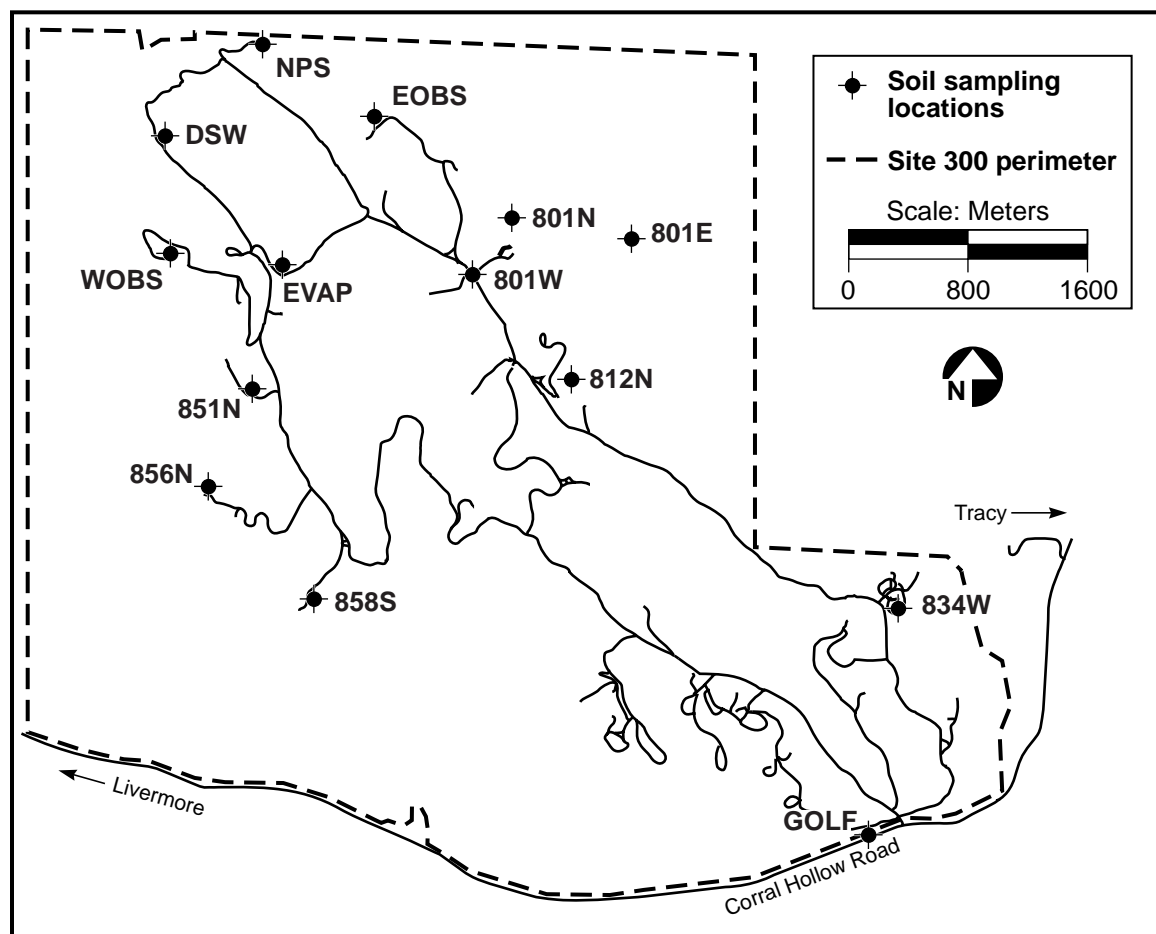 NPS
EOBS
DSW
801N
801E
WOBS
EVAP
801W
812N
851N
856N
858S
834W
GOLF
Soil sampling
locations
Site 300 perimeter
Scale: Meters
0 800 1600
N
Tracy
Livermore
Corral Hollow Road